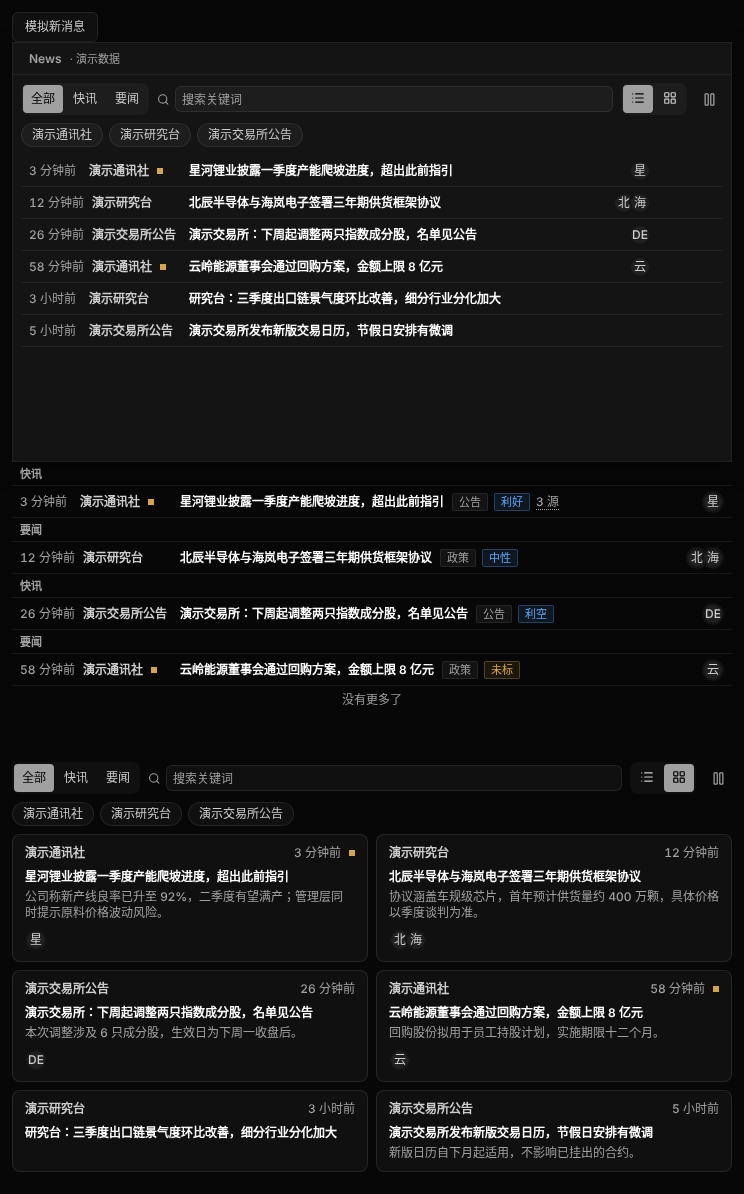 模拟新消息
News · 演示数据
全部 快讯 要闻 搜索关键词
演示通讯社 演示研究台 演示交易所公告
3 分钟前 演示通讯社 星河锂业披露一季度产能爬坡进度，超出此前指引 星
12 分钟前 演示研究台 北辰半导体与海岚电子签署三年期供货框架协议 北 海
26 分钟前 演示交易所公告 演示交易所：下周起调整两只指数成分股，名单见公告 DE
58 分钟前 演示通讯社 云岭能源董事会通过回购方案，金额上限 8 亿元 云
3 小时前 演示研究台 研究台：三季度出口链景气度环比改善，细分行业分化加大
5 小时前 演示交易所公告 演示交易所发布新版交易日历，节假日安排有微调
快讯
3 分钟前 演示通讯社 星河锂业披露一季度产能爬坡进度，超出此前指引 公告 利好 3 源 星
要闻
12 分钟前 演示研究台 北辰半导体与海岚电子签署三年期供货框架协议 政策 中性 北 海
快讯
26 分钟前 演示交易所公告 演示交易所：下周起调整两只指数成分股，名单见公告 公告 利空 DE
要闻
58 分钟前 演示通讯社 云岭能源董事会通过回购方案，金额上限 8 亿元 政策 未标 云
没有更多了
全部 快讯 要闻 搜索关键词
演示通讯社 演示研究台 演示交易所公告
演示通讯社 3 分钟前
星河锂业披露一季度产能爬坡进度，超出此前指引
公司称新产线良率已升至 92%，二季度有望满产；管理层同
时提示原料价格波动风险。
星
演示研究台 12 分钟前
北辰半导体与海岚电子签署三年期供货框架协议
协议涵盖车规级芯片，首年预计供货量约 400 万颗，具体价格
以季度谈判为准。
北 海
演示交易所公告 26 分钟前
演示交易所：下周起调整两只指数成分股，名单见公告
本次调整涉及 6 只成分股，生效日为下周一收盘后。
DE
演示通讯社 58 分钟前
云岭能源董事会通过回购方案，金额上限 8 亿元
回购股份拟用于员工持股计划，实施期限十二个月。
云
演示研究台 3 小时前
研究台：三季度出口链景气度环比改善，细分行业分化加大
演示交易所公告 5 小时前
演示交易所发布新版交易日历，节假日安排有微调
新版日历自下月起适用，不影响已挂出的合约。